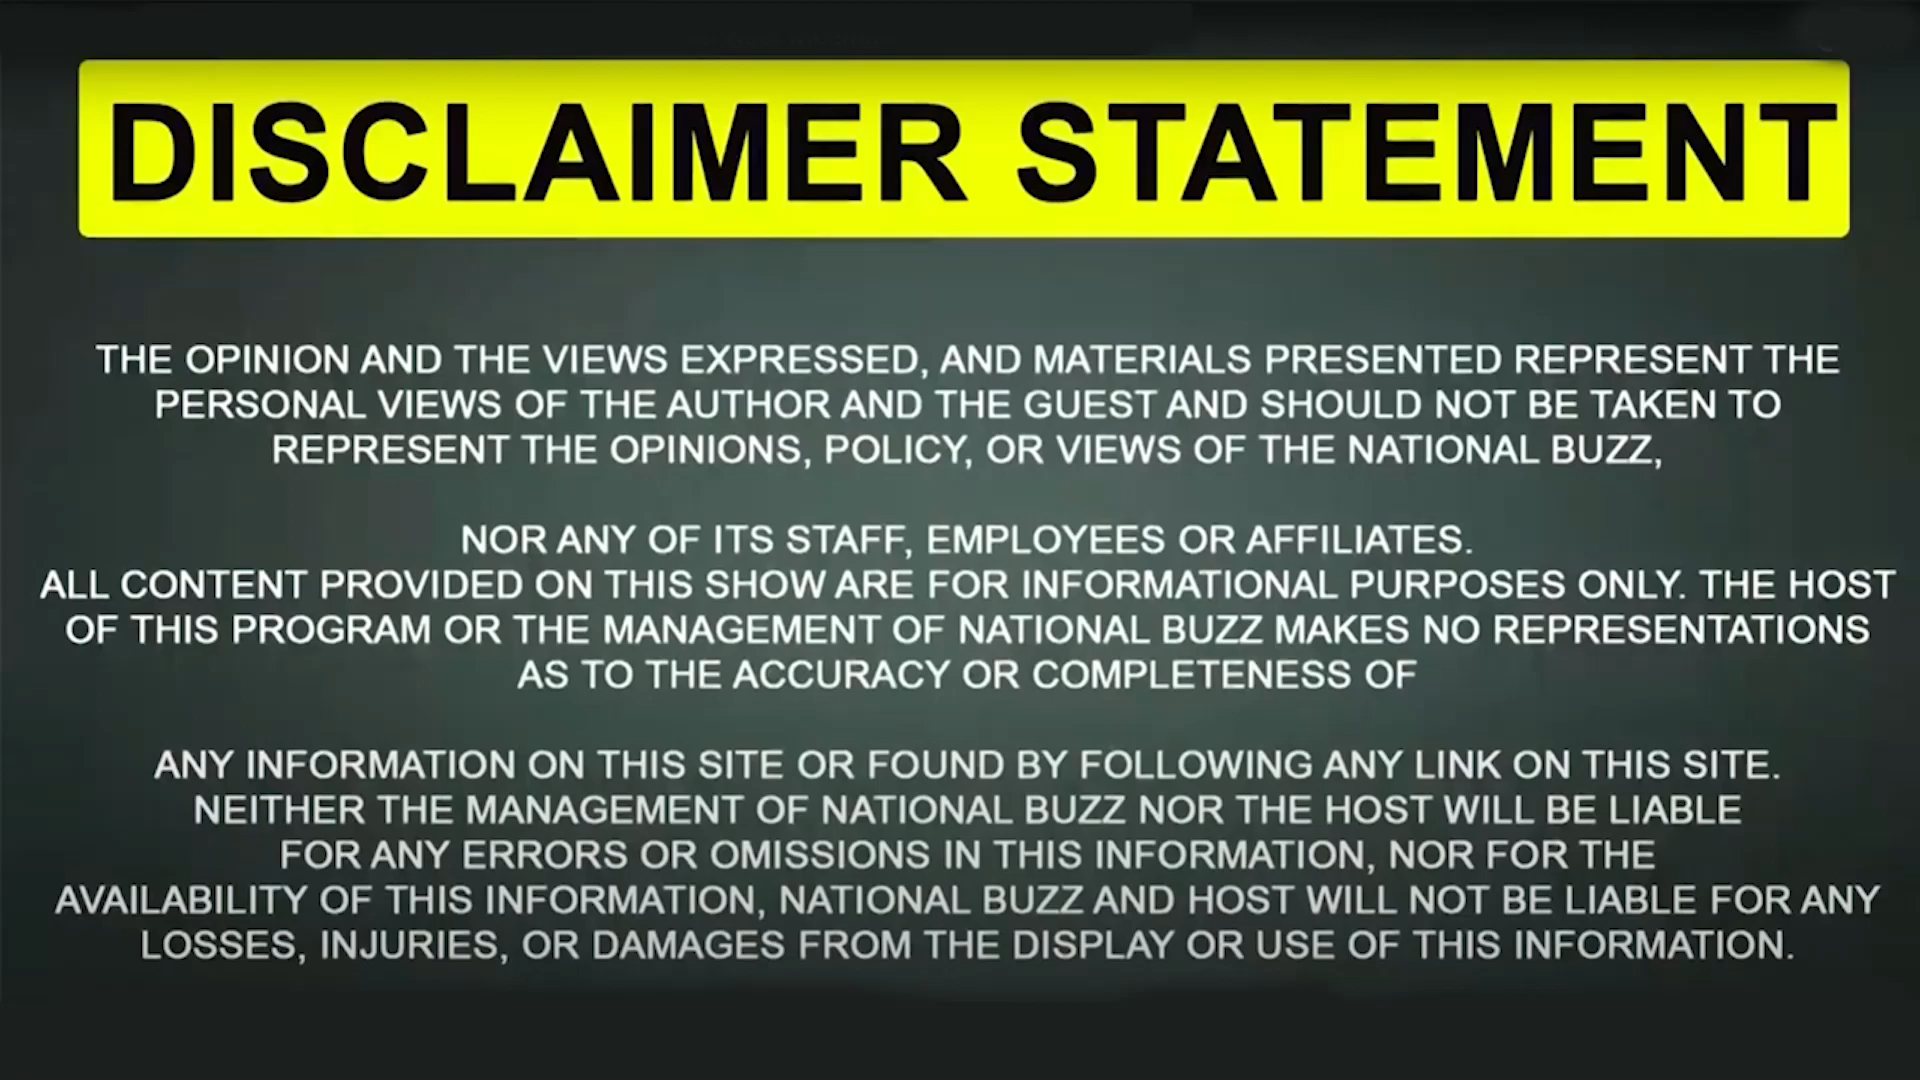 DISCLAIMER STATEMENT
THE OPINION AND THE VIEWS EXPRESSED, AND MATERIALS PRESENTED REPRESENT THE
PERSONAL VIEWS OF THE AUTHOR AND THE GUEST AND SHOULD NOT BE TAKEN TO
REPRESENT THE OPINIONS, POLICY, OR VIEWS OF THE NATIONAL BUZZ,
NOR ANY OF ITS STAFF, EMPLOYEES OR AFFILIATES.
ALL CONTENT PROVIDED ON THIS SHOW ARE FOR INFORMATIONAL PURPOSES ONLY. THE HOST
OF THIS PROGRAM OR THE MANAGEMENT OF NATIONAL BUZZ MAKES NO REPRESENTATIONS
AS TO THE ACCURACY OR COMPLETENESS OF
ANY INFORMATION ON THIS SITE OR FOUND BY FOLLOWING ANY LINK ON THIS SITE.
NEITHER THE MANAGEMENT OF NATIONAL BUZZ NOR THE HOST WILL BE LIABLE
FOR ANY ERRORS OR OMISSIONS IN THIS INFORMATION, NOR FOR THE
AVAILABILITY OF THIS INFORMATION, NATIONAL BUZZ AND HOST WILL NOT BE LIABLE FOR ANY
LOSSES, INJURIES, OR DAMAGES FROM THE DISPLAY OR USE OF THIS INFORMATION.